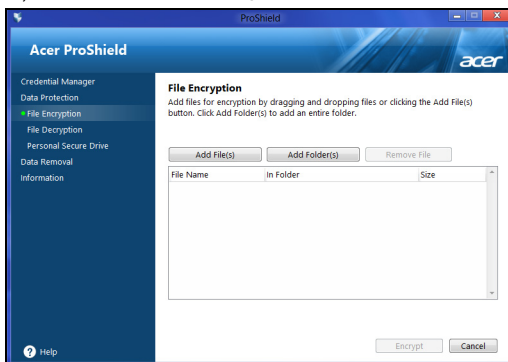 ProShield
Acer ProShield
acer
Credential Manager
Data Protection
File Encryption
File Decryption
Personal Secure Drive
Data Removal
Information
File Encryption
Add files for encryption by dragging and dropping files or clicking the Add File(s)
button. Click Add Folder(s) to add an entire folder.
Add File(s) Add Folder(s) Remove File
File Name In Folder Size
Encrypt Cancel
? Help